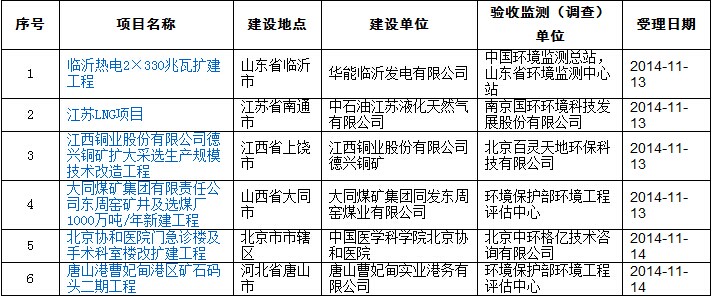 序号 项目名称 建设地点 建设单位 验收监测（调查）单位 受理日期
1 临沂热电2×330兆瓦扩建工程 山东省临沂市 华能临沂发电有限公司 中国环境监测总站，山东省环境监测中心站 2014-11-13
2 江苏LNG项目 江苏省南通市 中石油江苏液化天然气有限公司 南京国环环境科技发展股份有限公司 2014-11-13
3 江西铜业股份有限公司德兴铜矿扩大采选生产规模技术改造工程 江西省上饶市 江西铜业股份有限公司德兴铜矿 北京百灵天地环保科技有限公司 2014-11-13
4 大同煤矿集团有限责任公司东周窑矿井及选煤厂1000万吨/年新建工程 山西省大同市 大同煤矿集团同发东周窑煤业有限公司 环境保护部环境工程评估中心 2014-11-13
5 北京协和医院门急诊楼及手术科室楼改扩建工程 北京市市辖区 中国医学科学院北京协和医院 北京中环格亿技术咨询有限公司 2014-11-14
6 唐山港曹妃甸港区矿石码头二期工程 河北省唐山市 唐山曹妃甸实业港务有限公司 环境保护部环境工程评估中心 2014-11-14